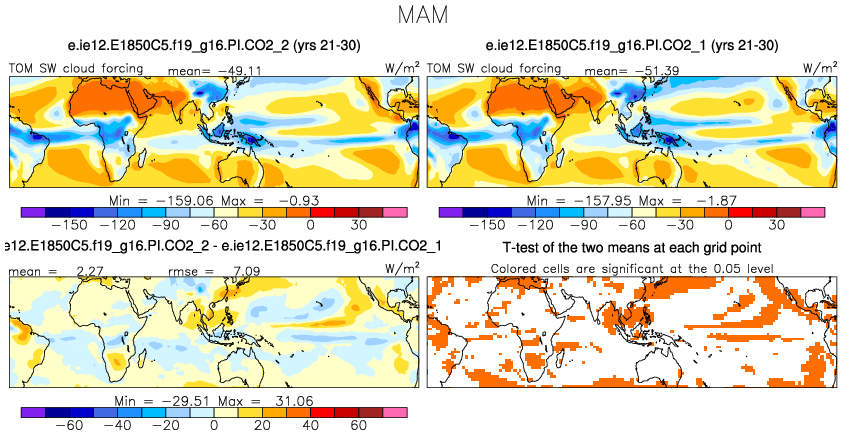 MAM
e.ie12.E1850C5.f19_g16.PI.CO2_2 (yrs 21-30)
TOM SW cloud forcing mean= −49.11 W/m²
Min = −159.06 Max = −0.93
−150 −120 −90 −60 −30 0 30
e.ie12.E1850C5.f19_g16.PI.CO2_1 (yrs 21-30)
TOM SW cloud forcing mean= −51.39 W/m²
Min = −157.95 Max = −1.87
−150 −120 −90 −60 −30 0 30
e12.E1850C5.f19_g16.PI.CO2_2 - e.ie12.E1850C5.f19_g16.PI.CO2_1
mean = 2.27 rmse = 7.09 W/m²
Min = −29.51 Max = 31.06
−60 −40 −20 0 20 40 60
T-test of the two means at each grid point
Colored cells are significant at the 0.05 level